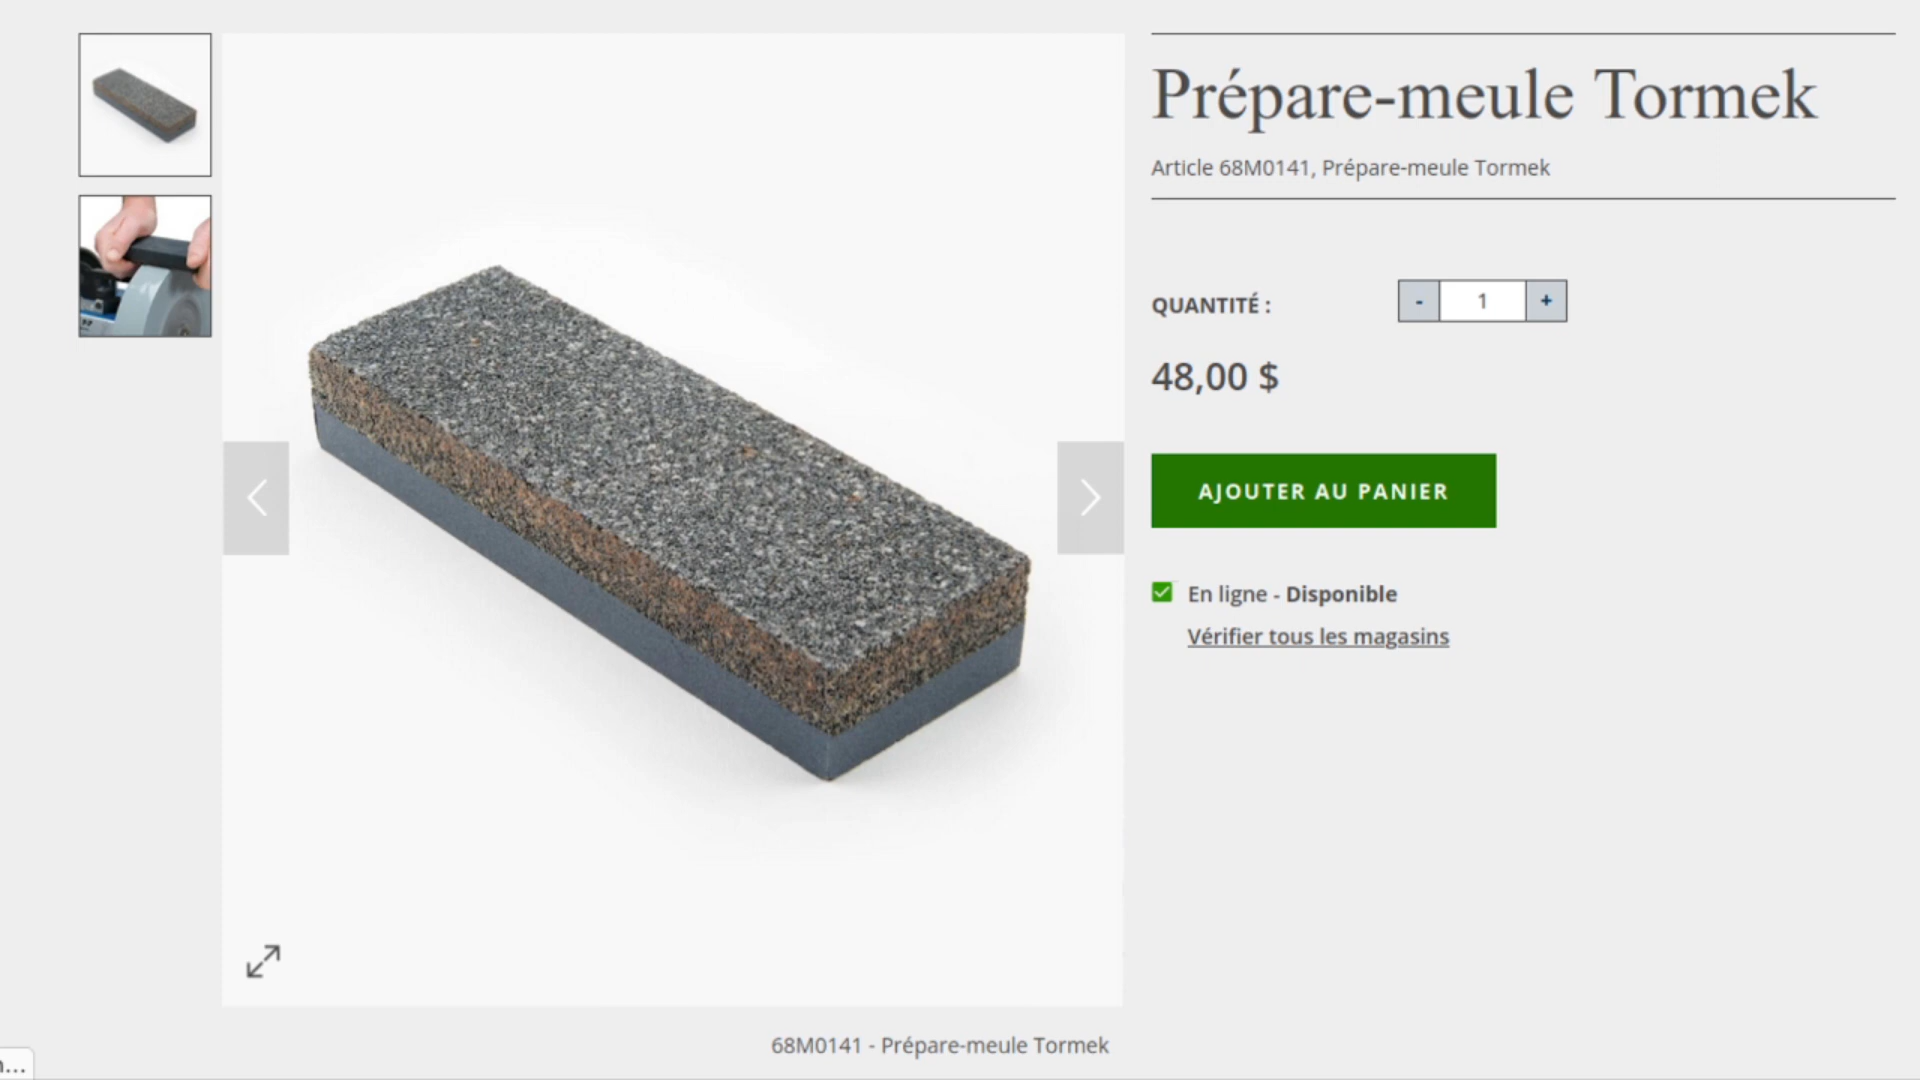 Prépare-meule Tormek
Article 68M0141, Prépare-meule Tormek
QUANTITÉ :
- 1 +
48,00 $
AJOUTER AU PANIER
En ligne - Disponible
Vérifier tous les magasins
68M0141 - Prépare-meule Tormek